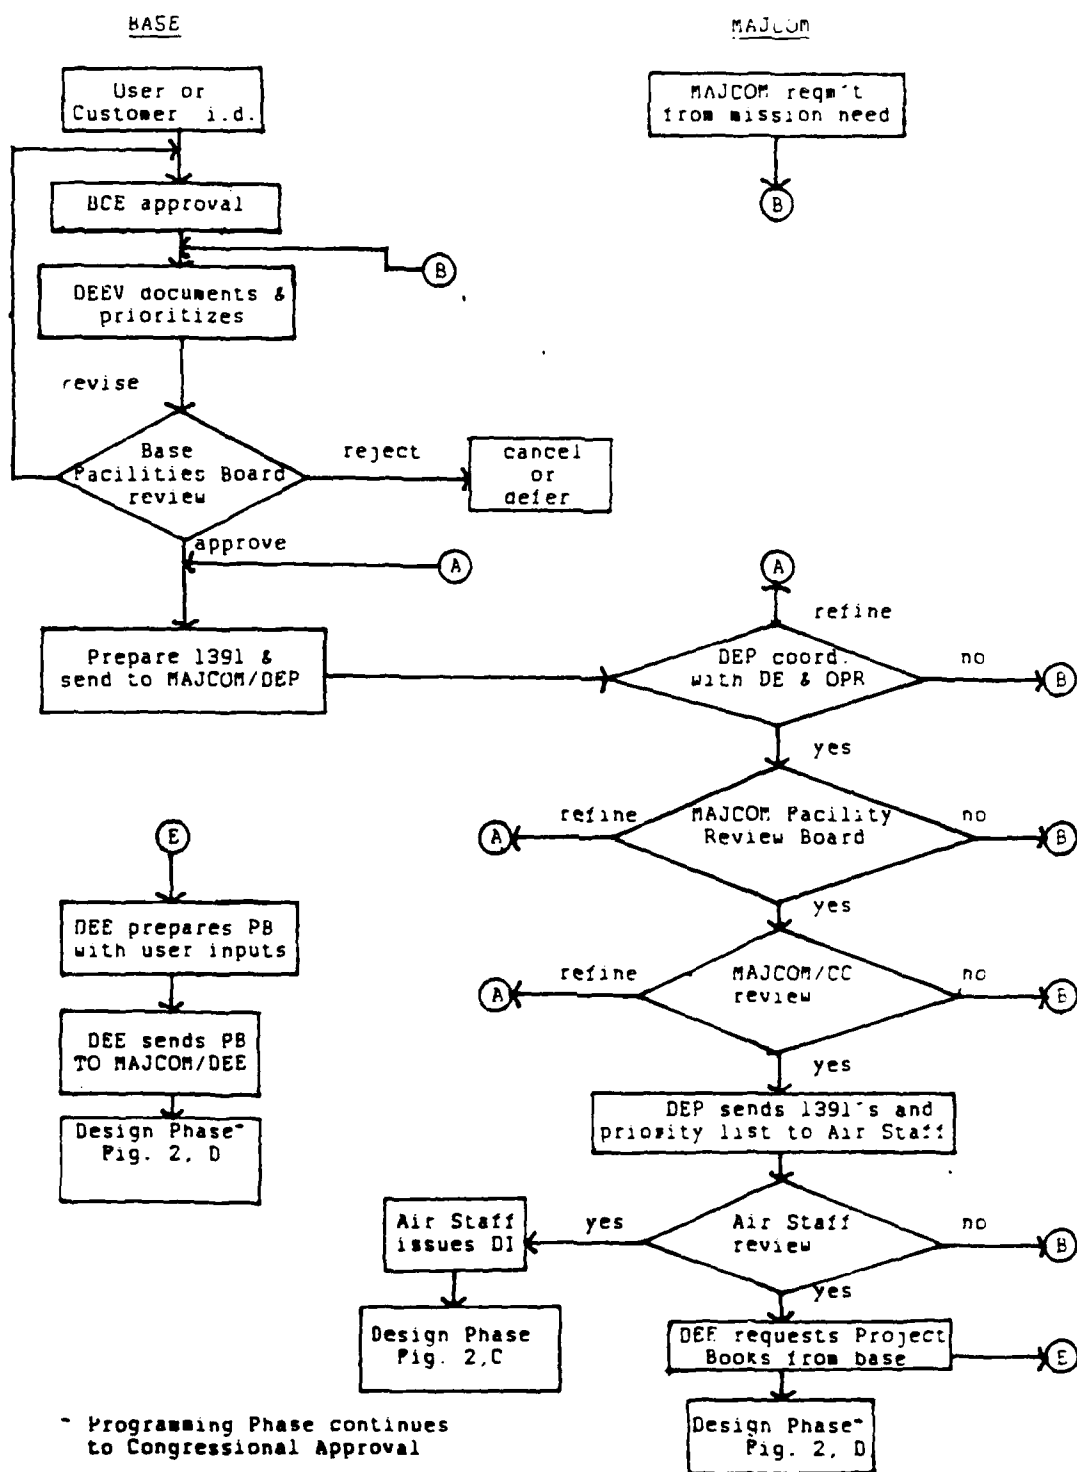 BASE
MAJCOM
User or
Customer i.d.
MAJCOM reqm't
from mission need
BCE approval
B
B
DEEV documents &
prioritizes
revise
Base
Facilities Board
review
reject
cancel
or
defer
approve
A
A
refine
Prepare 1391 &
send to MAJCOM/DEP
DEP coord.
with DE & OPR
no
B
yes
E
A
refine
MAJCOM Facility
Review Board
no
B
yes
DEE prepares PB
with user inputs
A
refine
MAJCOM/CC
review
no
B
yes
DEE sends PB
TO MAJCOM/DEE
DEP sends 1391's and
priority list to Air Staff
Design Phase*
Fig. 2, D
Air Staff
issues DI
yes
Air Staff
review
no
B
yes
Design Phase
Fig. 2,C
DEE requests Project
Books from base
E
Design Phase*
Fig. 2, D
* Programming Phase continues
to Congressional Approval